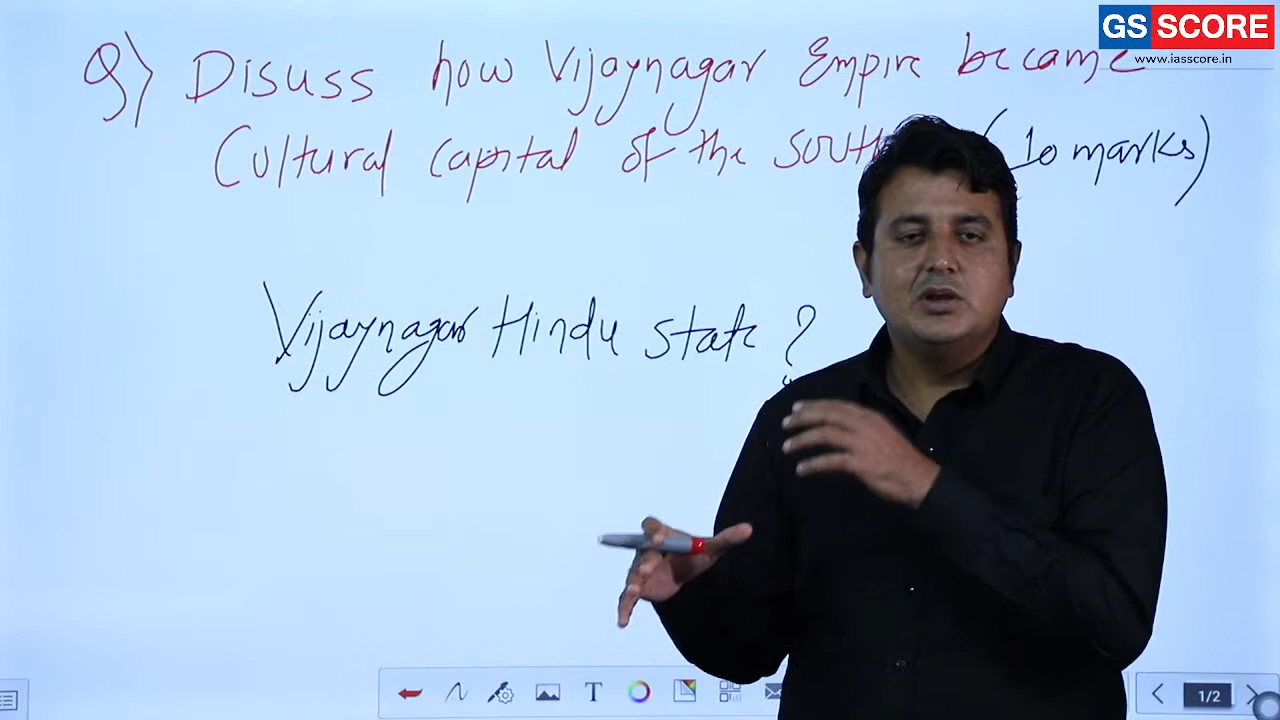 GS SCORE
www.iasscore.in
Q) Disuss how Vijaynagar Empire became
Cultural capital of the south (10 marks)
Vijaynagar Hindu state ?
T
1/2